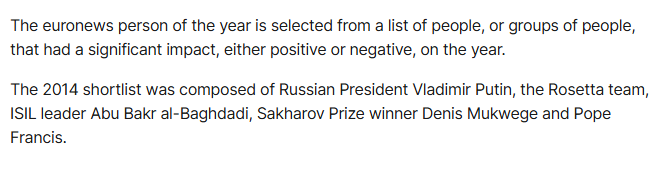 The euronews person of the year is selected from a list of people, or groups of people,
that had a significant impact, either positive or negative, on the year.
The 2014 shortlist was composed of Russian President Vladimir Putin, the Rosetta team,
ISIL leader Abu Bakr al-Baghdadi, Sakharov Prize winner Denis Mukwege and Pope
Francis.